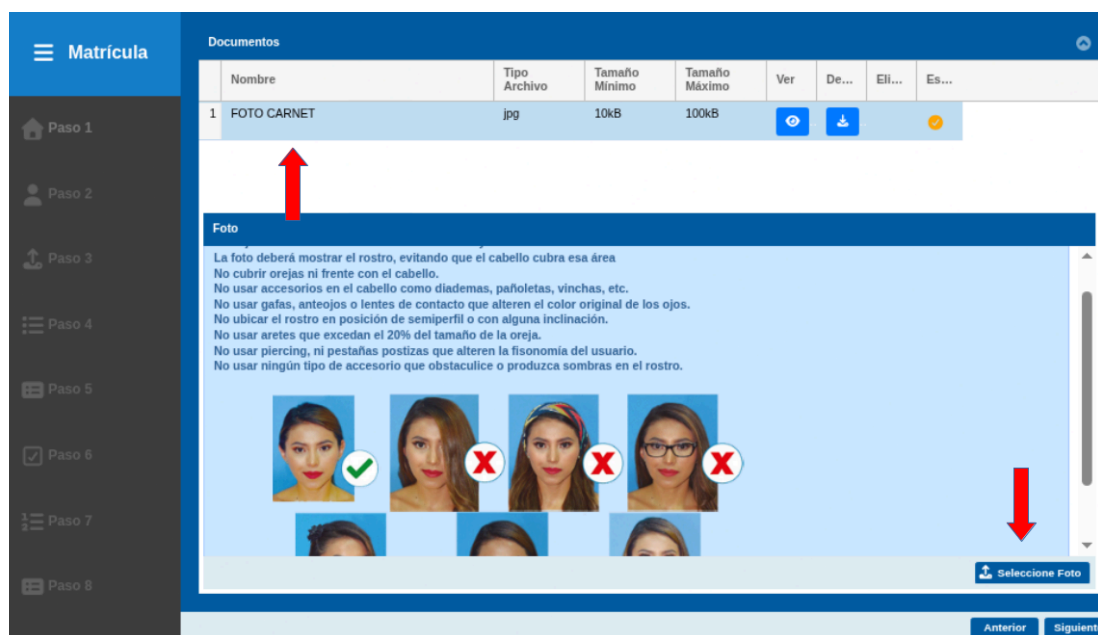 Matrícula
Paso 1
Paso 2
Paso 3
Paso 4
Paso 5
Paso 6
Paso 7
Paso 8
Documentos
Nombre Tipo Archivo Tamaño Mínimo Tamaño Máximo Ver De... Eli... Es...
1 FOTO CARNET jpg 10kB 100kB
Foto
La foto deberá mostrar el rostro, evitando que el cabello cubra esa área
No cubrir orejas ni frente con el cabello.
No usar accesorios en el cabello como diademas, pañoletas, vinchas, etc.
No usar gafas, anteojos o lentes de contacto que alteren el color original de los ojos.
No ubicar el rostro en posición de semiperfil o con alguna inclinación.
No usar aretes que excedan el 20% del tamaño de la oreja.
No usar piercing, ni pestañas postizas que alteren la fisonomía del usuario.
No usar ningún tipo de accesorio que obstaculice o produzca sombras en el rostro.
Seleccione Foto
Anterior Siguient